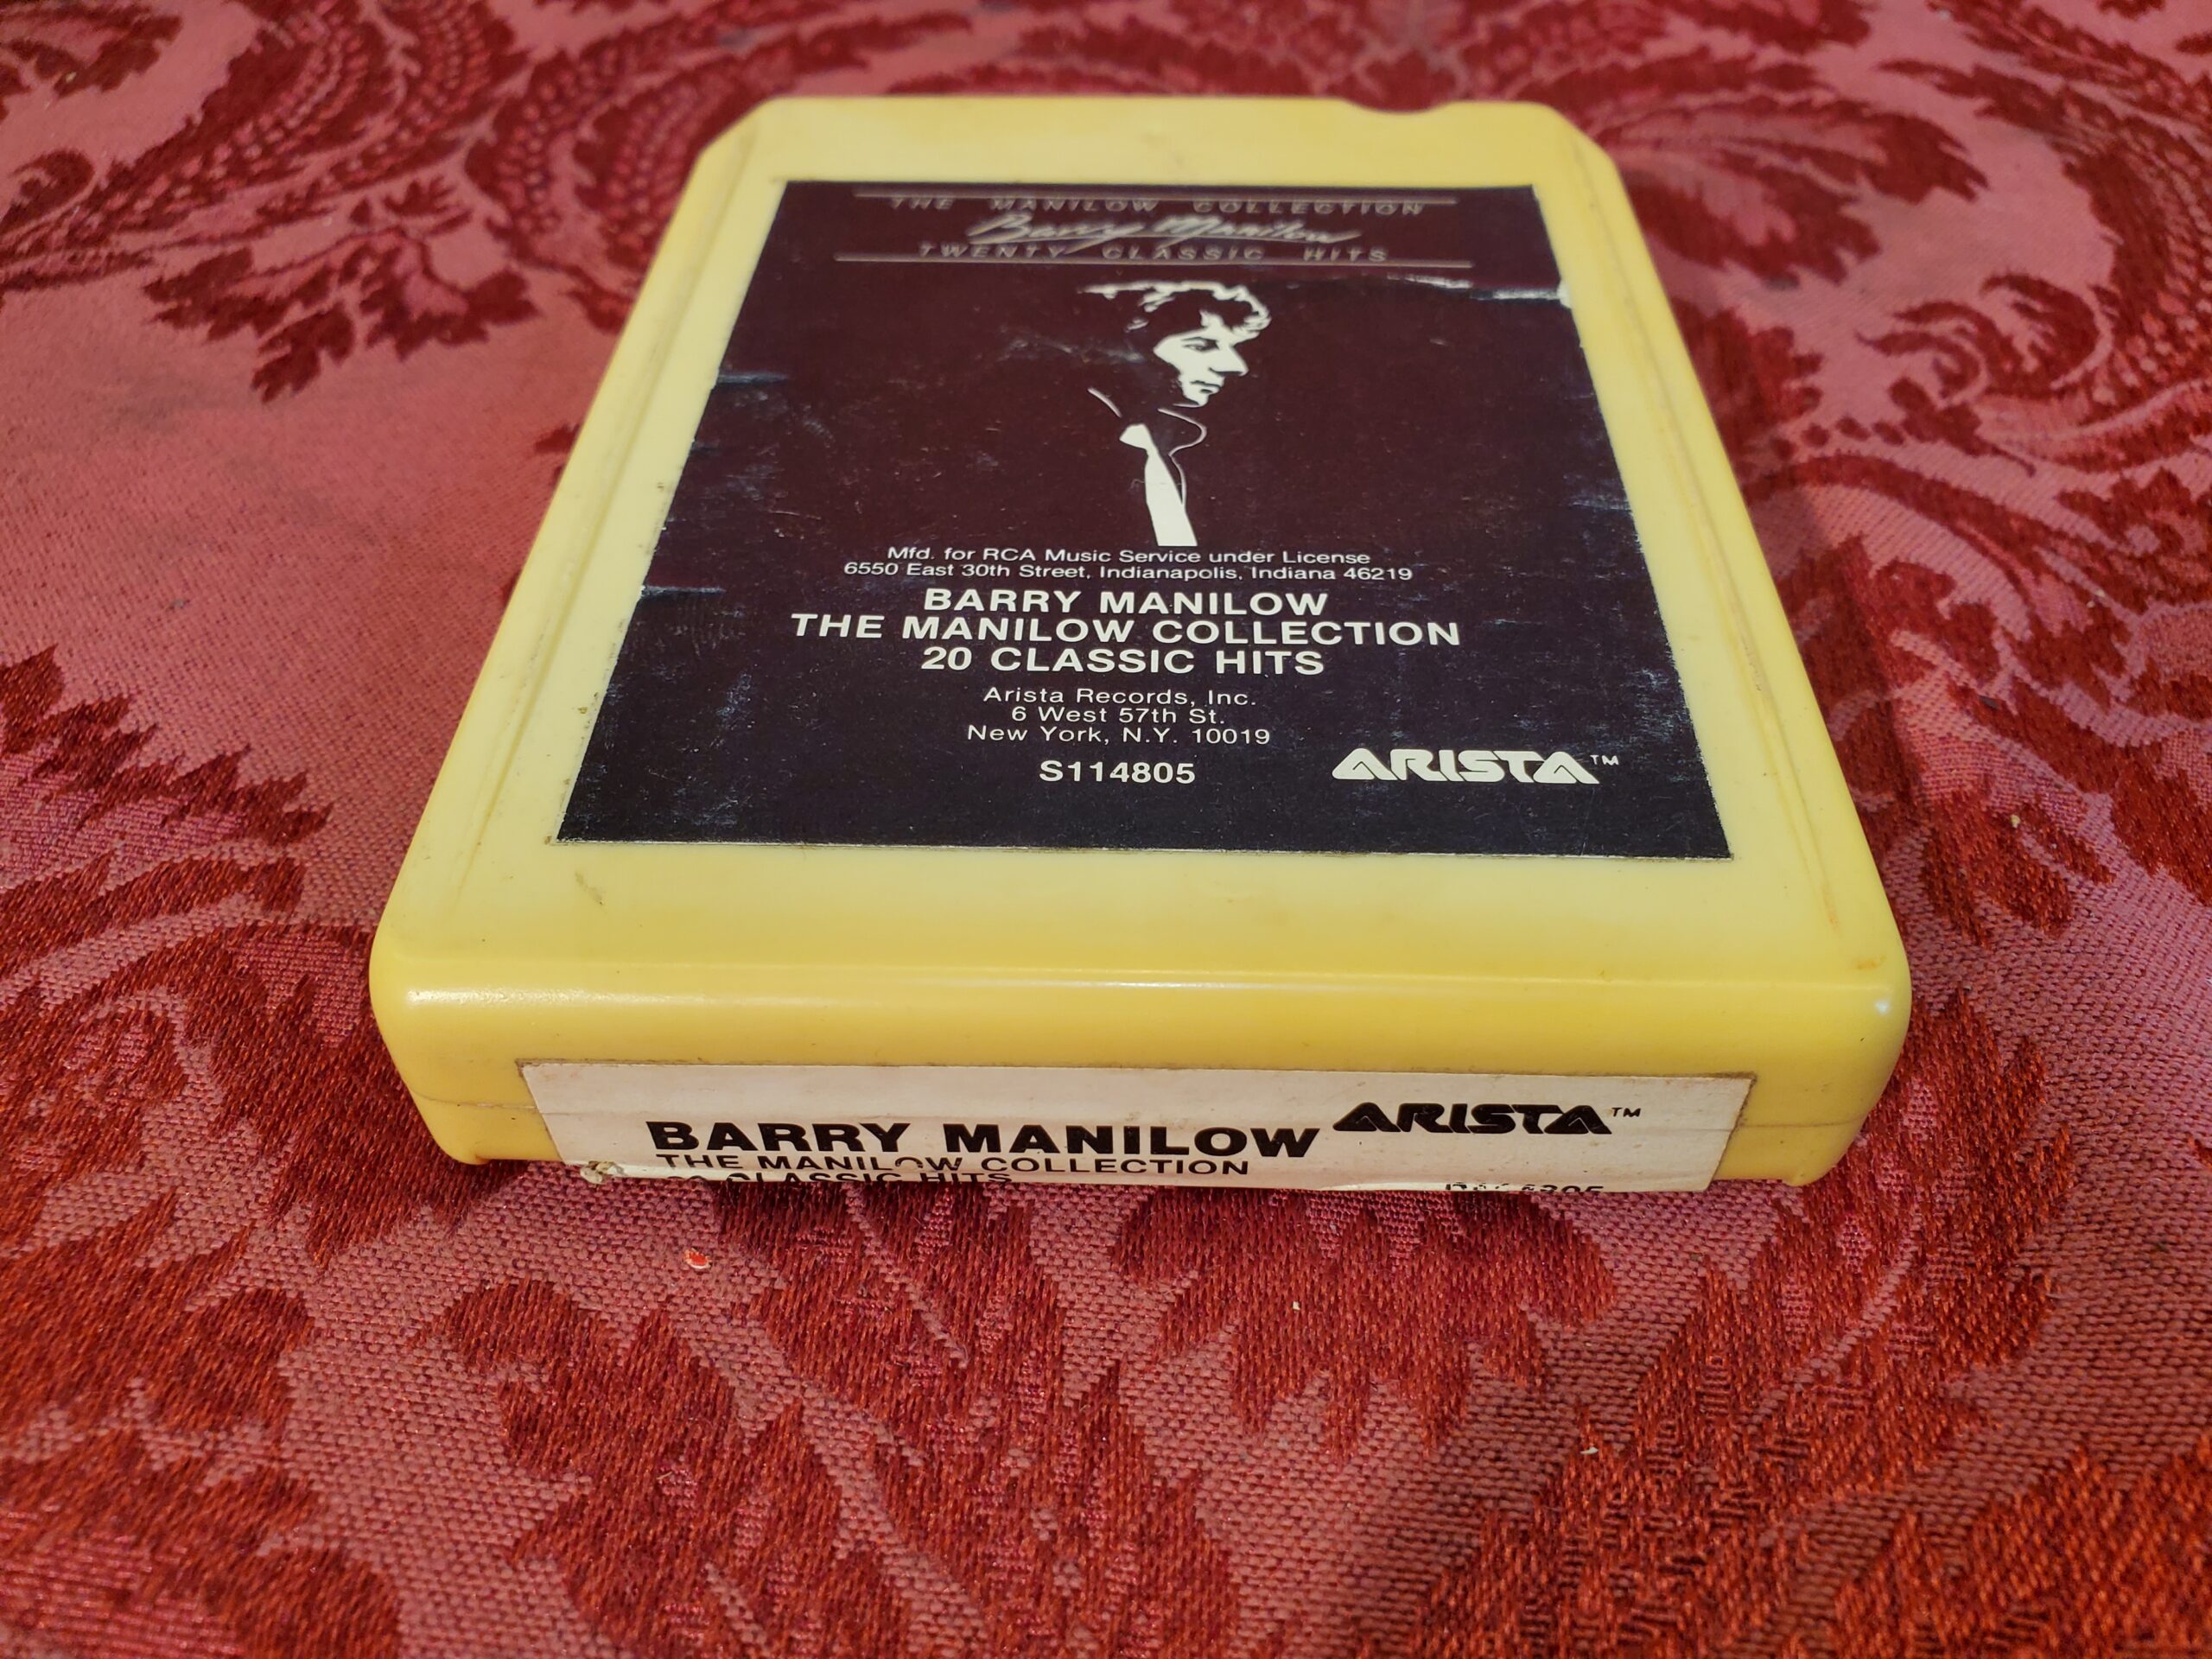 THE MANILOW COLLECTION
Barry Manilow
TWENTY CLASSIC HITS
Mfd. for RCA Music Service under License
6550 East 30th Street, Indianapolis, Indiana 46219
BARRY MANILOW
THE MANILOW COLLECTION
20 CLASSIC HITS
Arista Records, Inc.
6 West 57th St.
New York, N.Y. 10019
S114805
ARISTA™
BARRY MANILOW
ARISTA™
THE MANILOW COLLECTION
CLASSIC HITS